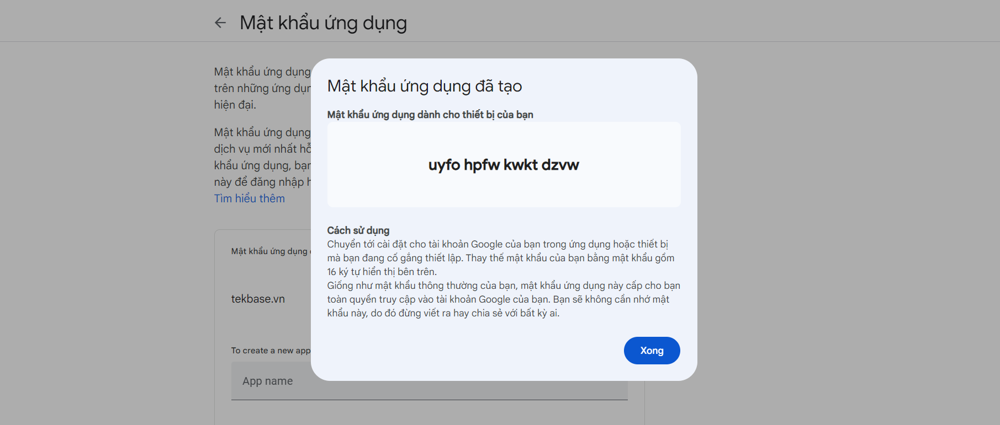 Mật khẩu ứng dụng
Mật khẩu ứng dụng
trên những ứng dụn
hiện đại.
Mật khẩu ứng dụng
dịch vụ mới nhất hỗ
khẩu ứng dụng, bạn
này để đăng nhập h
Tìm hiểu thêm
Mật khẩu ứng dụng
tekbase.vn
To create a new app
App name
Mật khẩu ứng dụng đã tạo
Mật khẩu ứng dụng dành cho thiết bị của bạn
uyfo hpfw kwkt dzvw
Cách sử dụng
Chuyển tới cài đặt cho tài khoản Google của bạn trong ứng dụng hoặc thiết bị
mà bạn đang cố gắng thiết lập. Thay thế mật khẩu của bạn bằng mật khẩu gồm
16 ký tự hiển thị bên trên.
Giống như mật khẩu thông thường của bạn, mật khẩu ứng dụng này cấp cho bạn
toàn quyền truy cập vào tài khoản Google của bạn. Bạn sẽ không cần nhớ mật
khẩu này, do đó đừng viết ra hay chia sẻ với bất kỳ ai.
Xong